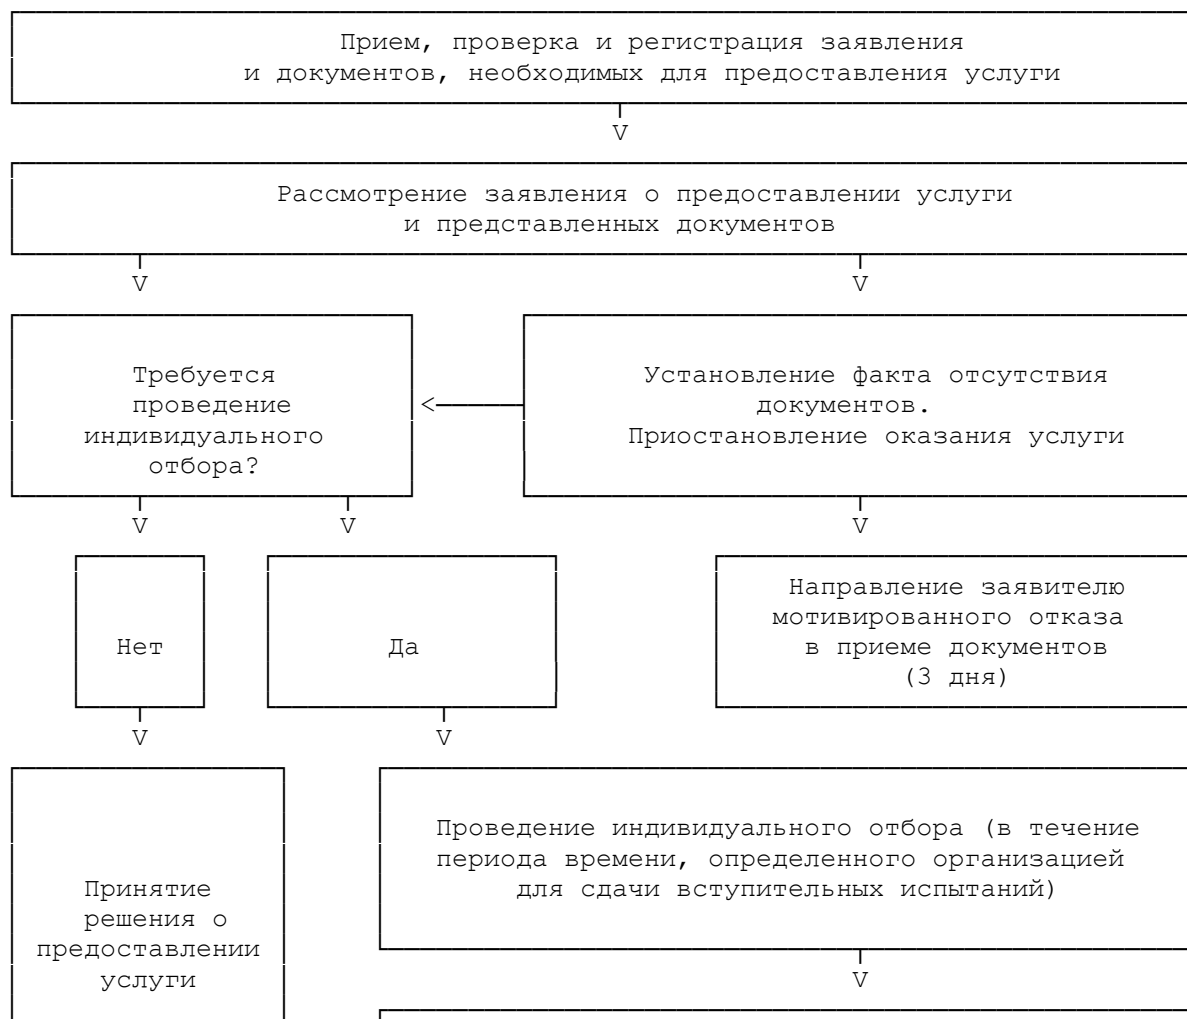 Прием, проверка и регистрация заявления
и документов, необходимых для предоставления услуги
V
Рассмотрение заявления о предоставлении услуги
и представленных документов
V
V
Требуется
проведение
индивидуального
отбора?
<
Установление факта отсутствия
документов.
Приостановление оказания услуги
V
V
V
Нет
Да
Направление заявителю
мотивированного отказа
в приеме документов
(3 дня)
V
V
Принятие
решения о
предоставлении
услуги
Проведение индивидуального отбора (в течение
периода времени, определенного организацией
для сдачи вступительных испытаний)
V